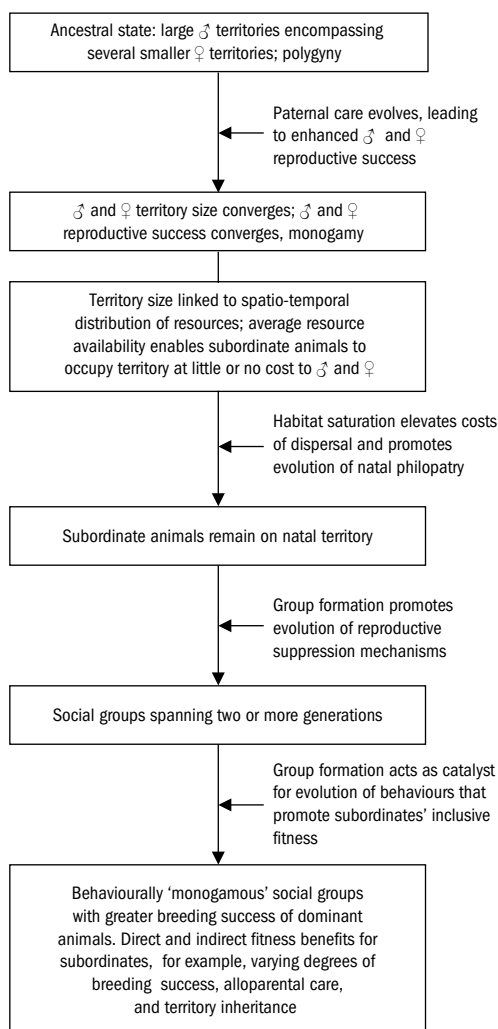 Ancestral state: large ♂ territories encompassing
several smaller ♀ territories; polygyny
Paternal care evolves, leading
to enhanced ♂ and ♀
reproductive success
♂ and ♀ territory size converges; ♂ and ♀
reproductive success converges, monogamy
Territory size linked to spatio-temporal
distribution of resources; average resource
availability enables subordinate animals to
occupy territory at little or no cost to ♂ and ♀
Habitat saturation elevates costs
of dispersal and promotes
evolution of natal philopatry
Subordinate animals remain on natal territory
Group formation promotes
evolution of reproductive
suppression mechanisms
Social groups spanning two or more generations
Group formation acts as catalyst
for evolution of behaviours that
promote subordinates' inclusive
fitness
Behaviourally 'monogamous' social groups
with greater breeding success of dominant
animals. Direct and indirect fitness benefits for
subordinates, for example, varying degrees of
breeding success, alloparental care,
and territory inheritance